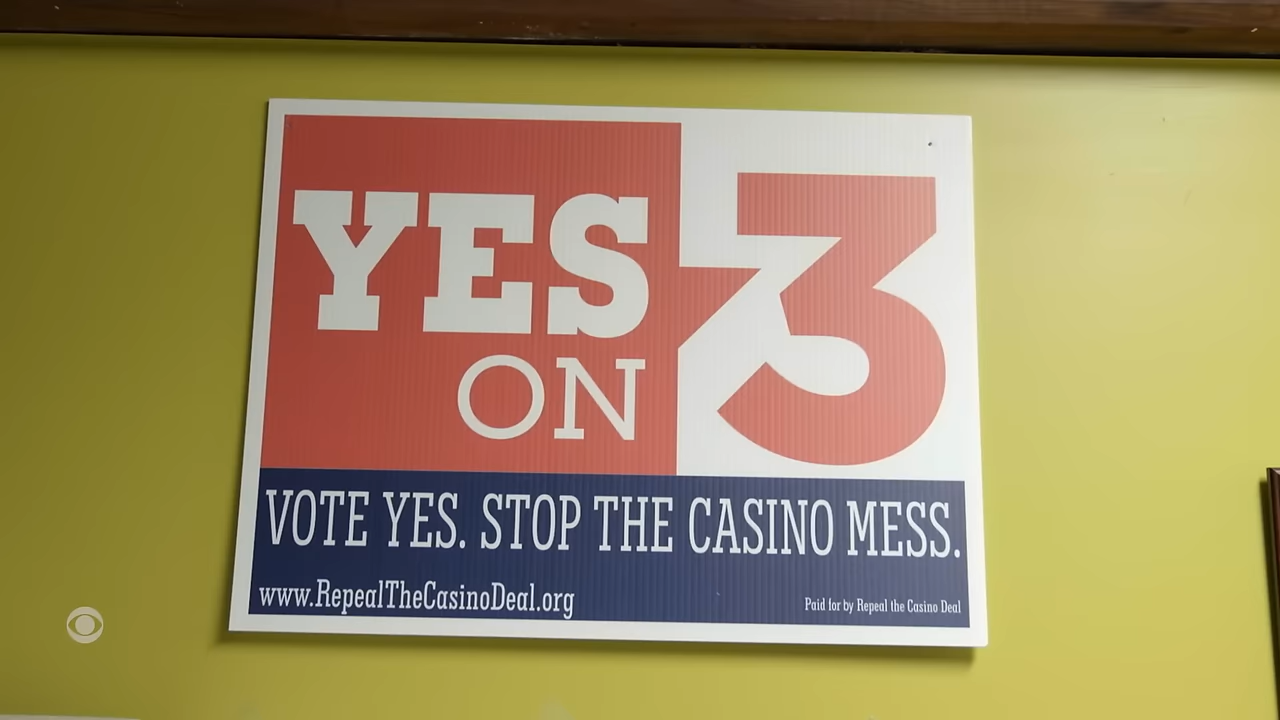 YES
ON
3
VOTE YES. STOP THE CASINO MESS.
www.RepealTheCasinoDeal.org
Paid for by Repeal the Casino Deal